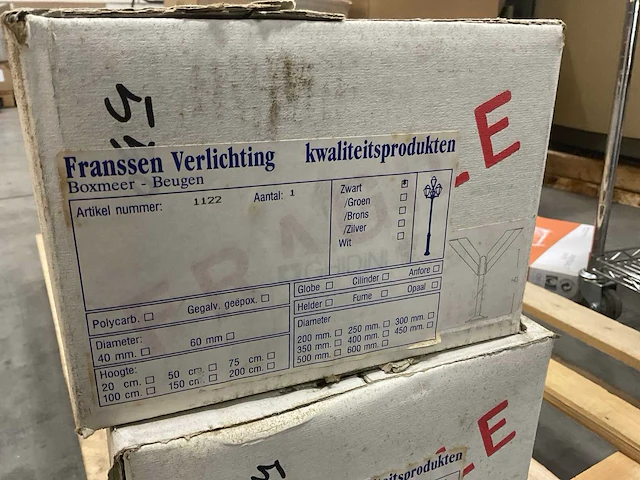 Franssen Verlichting kwaliteitsprodukten
Boxmeer - Beugen
Artikel nummer: 1122 Aantal: 1
Zwart
/Groen
/Brons
/Zilver
Wit
Polycarb. Gegalv. geëpox.
Diameter:
40 mm. 60 mm
Hoogte:
20 cm. 50 cm. 75 cm.
100 cm. 150 cm. 200 cm.
Globe Cilinder Anfore
Helder Fume Opaal
Diameter
200 mm. 250 mm. 300 mm.
350 mm. 400 mm. 450 mm.
500 mm. 600 mm.
E
E
itsprodukten